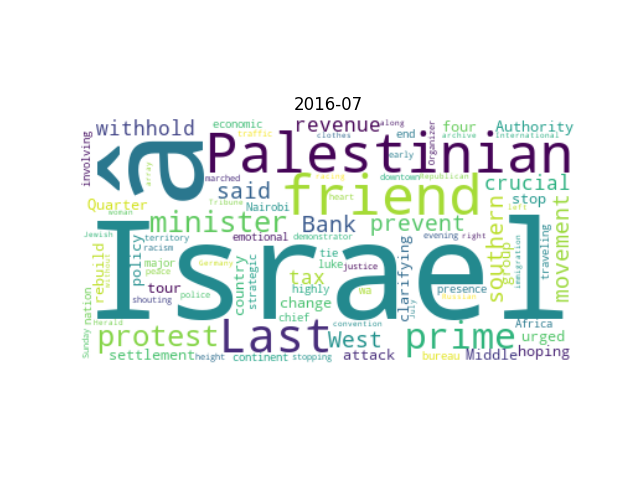 2016-07
involving
withhold
economic
traffic
revenue
along
clothes
end
early
archive
Organizer
four
Authority
International
â
array
Palestinian
marched
Tribune
said
friend
racing
heart
downtown
Republican
crucial
stop
Quarter
woman
Nairobi
minister
Bank
prevent
southern
group
left
immigration
traveling
movement
Jewish
without
territory
racism
policy
emotional
demonstrator
evening
right
Israel
rebuild
major
peace
tour
shouting
police
country
strategic
highly
tax
change
chief
tie
luke
justice
wa
clarifying
July
presence
Russian
Germany
nation
Herald
Sunday
protest
settlement
height
Last
continent
stopping
convention
West
attack
prime
bureau
Middle
Africa
urged
hoping